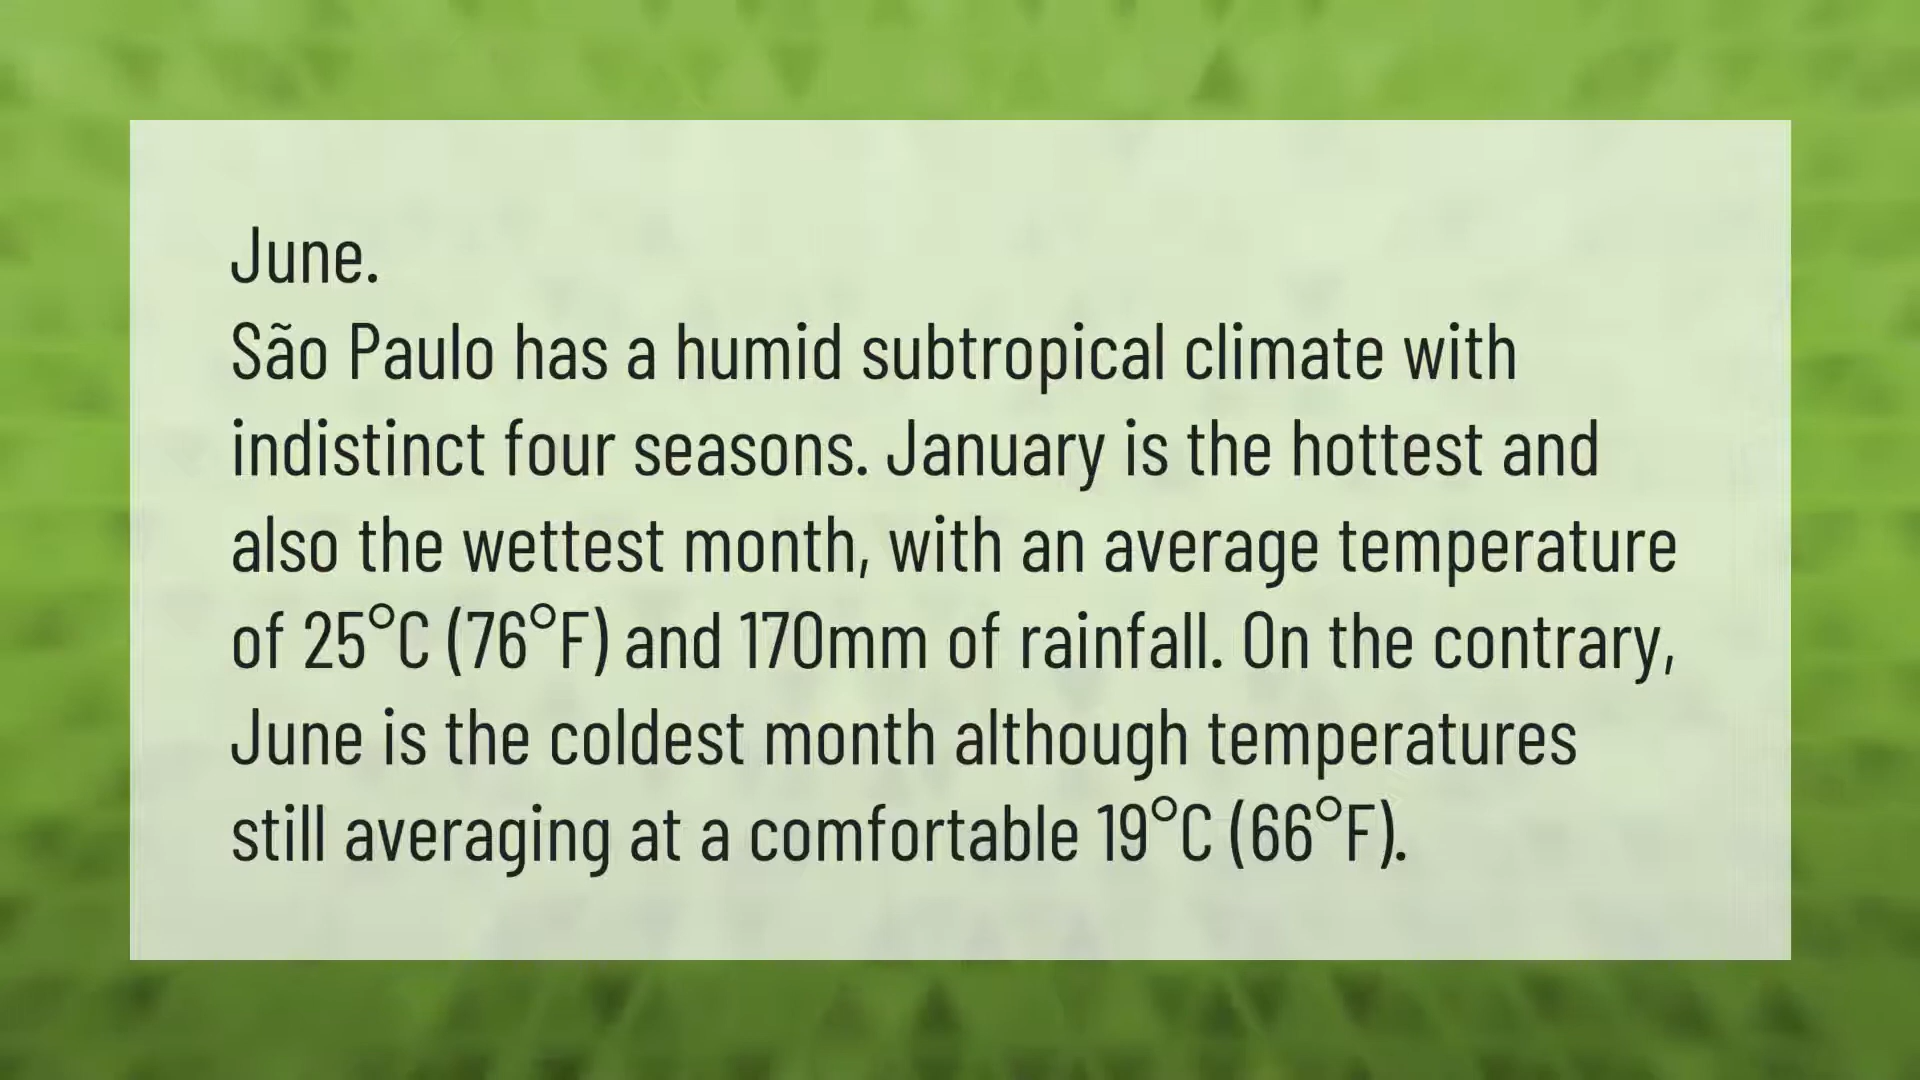 June.
São Paulo has a humid subtropical climate with
indistinct four seasons. January is the hottest and
also the wettest month, with an average temperature
of 25°C (76°F) and 170mm of rainfall. On the contrary,
June is the coldest month although temperatures
still averaging at a comfortable 19°C (66°F).